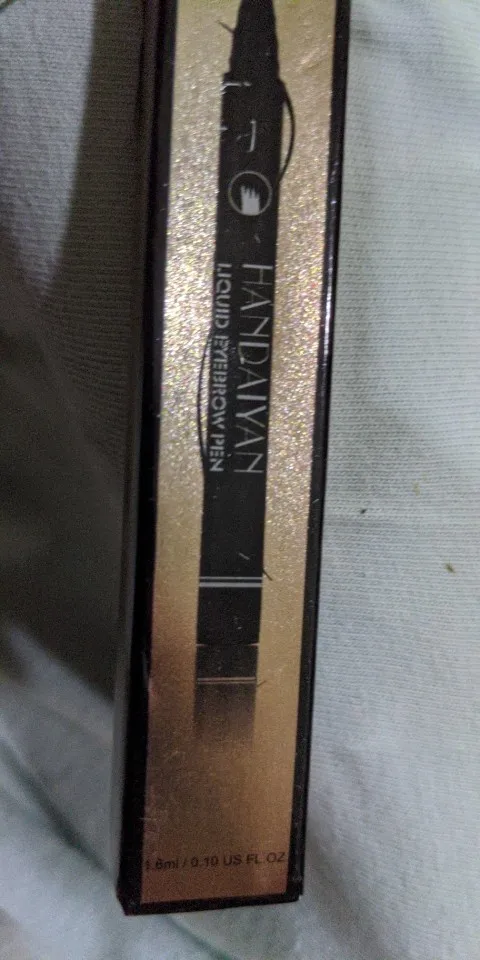 HANDAIYAN
LIQUID EYEBROW PEN
1.6ml / 0.10 US FL OZ